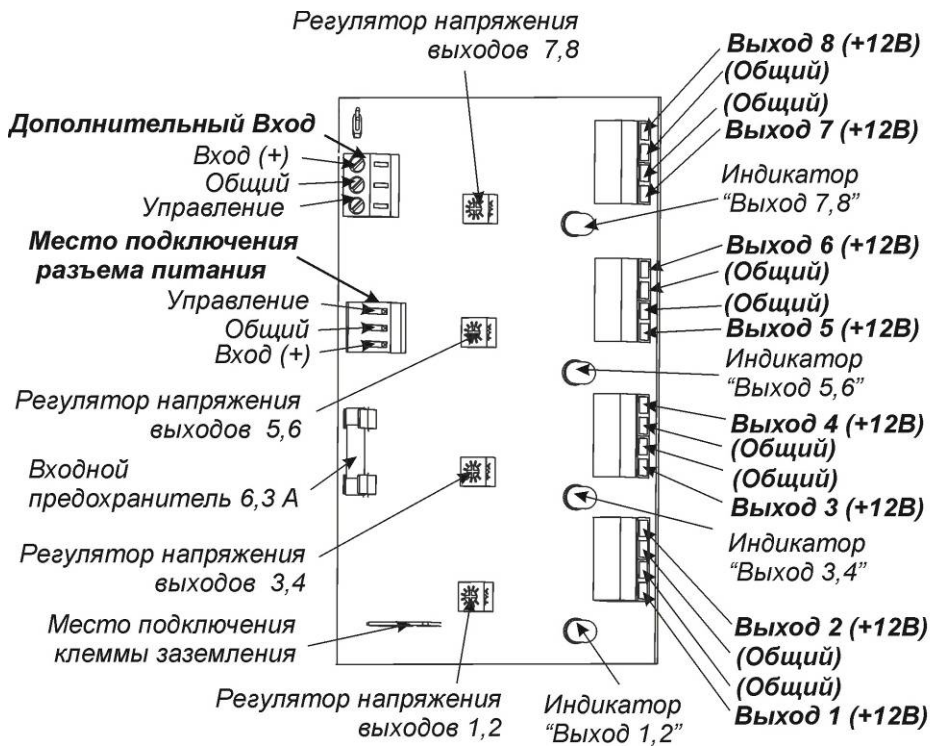 Регулятор напряжения
выходов 7,8
Дополнительный Вход
Вход (+)
Общий
Управление
Место подключения
разъема питания
Управление
Общий
Вход (+)
Регулятор напряжения
выходов 5,6
Входной
предохранитель 6,3 А
Регулятор напряжения
выходов 3,4
Место подключения
клеммы заземления
Регулятор напряжения
выходов 1,2
Выход 8 (+12В)
(Общий)
(Общий)
Выход 7 (+12В)
Индикатор
“Выход 7,8”
Выход 6 (+12В)
(Общий)
(Общий)
Выход 5 (+12В)
Индикатор
“Выход 5,6”
Выход 4 (+12В)
(Общий)
(Общий)
Выход 3 (+12В)
Индикатор
“Выход 3,4”
Выход 2 (+12В)
(Общий)
(Общий)
Выход 1 (+12В)
Индикатор
“Выход 1,2”